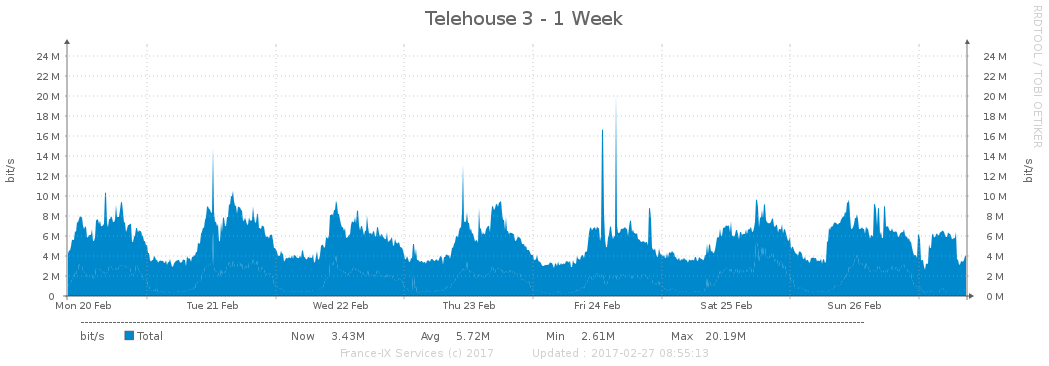 Telehouse 3 - 1 Week
RRDTOOL / TOBI OETIKER
bit/s
24 M 24 M
22 M 22 M
20 M 20 M
18 M 18 M
16 M 16 M
14 M 14 M
12 M 12 M
10 M 10 M
8 M 8 M
6 M 6 M
4 M 4 M
2 M 2 M
0 0 M
bit/s
Mon 20 Feb Tue 21 Feb Wed 22 Feb Thu 23 Feb Fri 24 Feb Sat 25 Feb Sun 26 Feb
bit/s Total Now 3.43M Avg 5.72M Min 2.61M Max 20.19M
France-IX Services (c) 2017 Updated : 2017-02-27 08:55:13